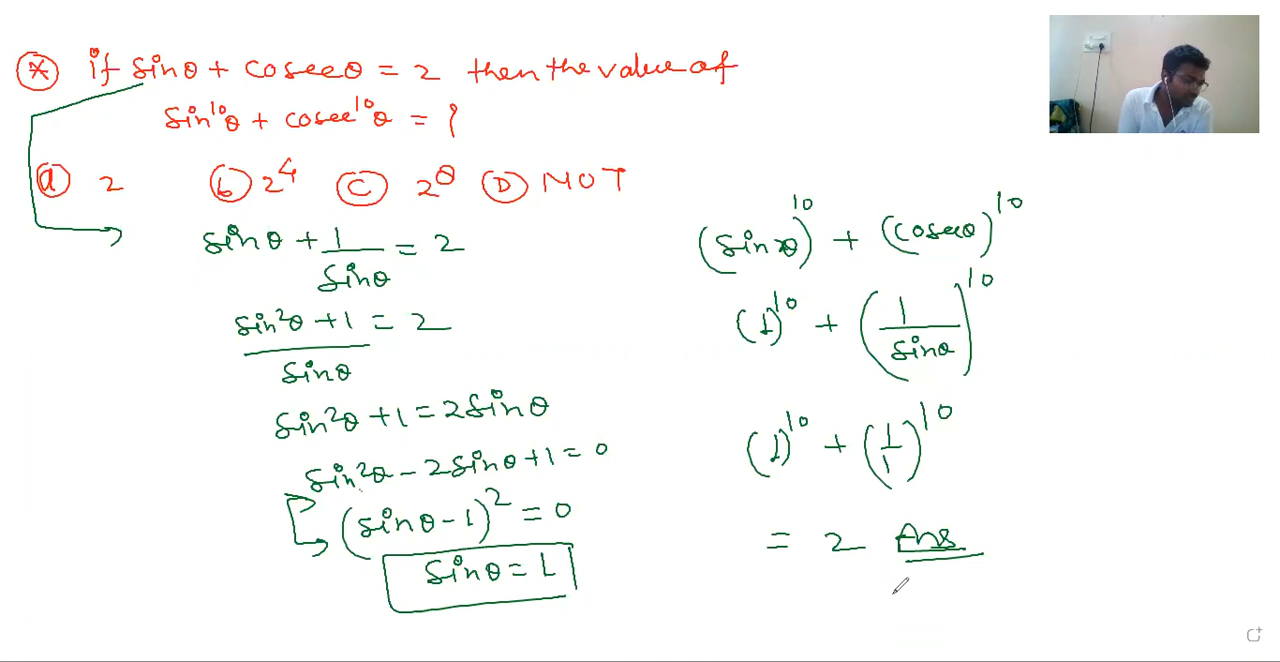 * if sinθ + cosecθ = 2 then the value of
sin¹⁰θ + cosec¹⁰θ = ?
a 2 b 2⁴ C 2⁸ D NOT
sinθ + 1/sinθ = 2
(sin²θ + 1)/sinθ = 2
sin²θ + 1 = 2sinθ
sin²θ - 2sinθ + 1 = 0
(sinθ - 1)² = 0
sinθ = 1
(sinθ)¹⁰ + (cosecθ)¹⁰
(1)¹⁰ + (1/sinθ)¹⁰
(1)¹⁰ + (1/1)¹⁰
= 2 Ans